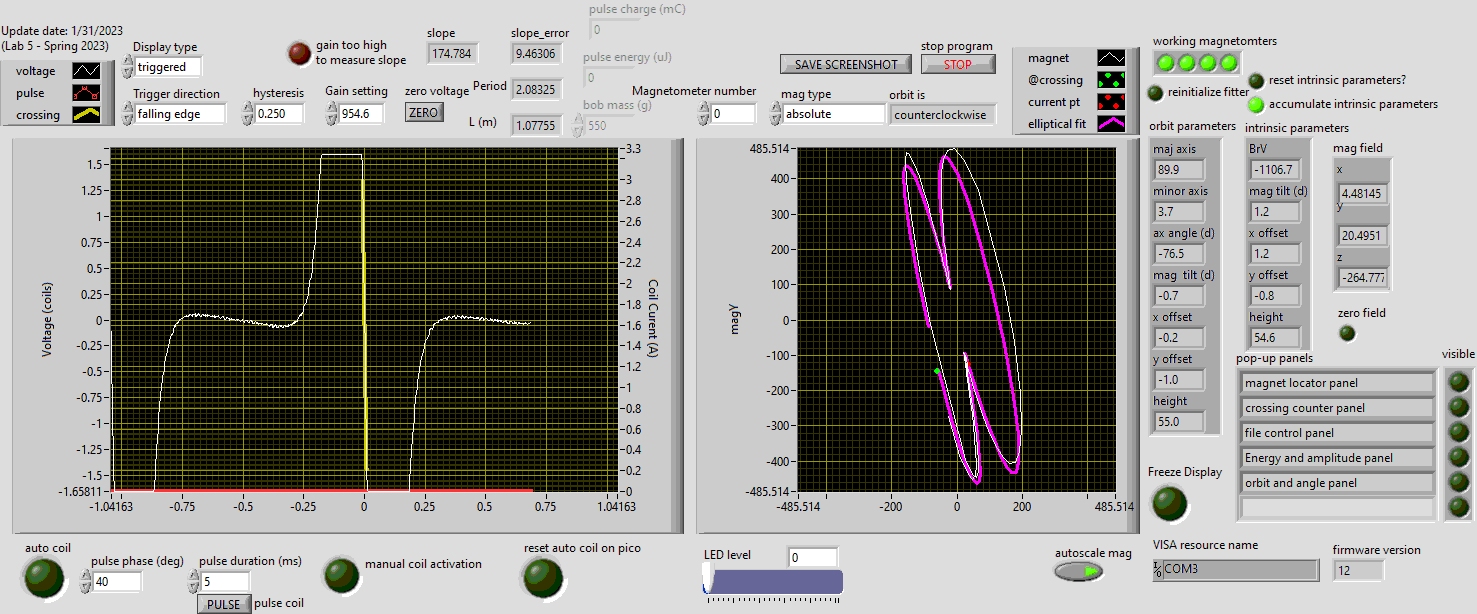 Update date: 1/31/2023
(Lab 5 - Spring 2023)
voltage
pulse
crossing
Display type
triggered
Trigger direction
falling edge
gain too high
to measure slope
hysteresis
0.250
Gain setting
954.6
zero voltage
ZERO
slope
174.784
slope_error
9.46306
Period
2.08325
L (m)
1.07755
pulse charge (mC)
0
pulse energy (uJ)
0
bob mass (g)
550
Magnetometer number
0
SAVE SCREENSHOT
stop program
STOP
mag type
absolute
orbit is
counterclockwise
magnet
@crossing
current pt
elliptical fit
working magnetomters
reinitialize fitter
reset intrinsic parameters?
accumulate intrinsic parameters
orbit parameters
maj axis
89.9
minor axis
3.7
ax angle (d)
-76.5
mag tilt (d)
-0.7
x offset
-0.2
y offset
-1.0
height
55.0
intrinsic parameters
BrV
-1106.7
mag tilt (d)
1.2
x offset
1.2
y offset
-0.8
height
54.6
mag field
x
4.48145
y
20.4951
z
-264.777
zero field
pop-up panels
visible
magnet locator panel
crossing counter panel
file control panel
Energy and amplitude panel
orbit and angle panel
Freeze Display
Voltage (coils)
1.5
1.25
1
0.75
0.5
0.25
0
-0.25
-0.5
-0.75
-1
-1.25
-1.5
-1.65811
-1.04163
-0.75
-0.5
-0.25
0
0.25
0.5
0.75
1.04163
3.3
3
2.8
2.6
2.4
2.2
2
1.8
1.6
1.4
1.2
1
0.8
0.6
0.4
0.2
0
Coil Curent (A)
magy
485.514
400
300
200
100
0
-100
-200
-300
-400
-485.514
-485.514
-200
0
200
485.514
auto coil
pulse phase (deg)
40
pulse duration (ms)
5
PULSE
pulse coil
manual coil activation
reset auto coil on pico
LED level
0
autoscale mag
VISA resource name
COM3
firmware version
12